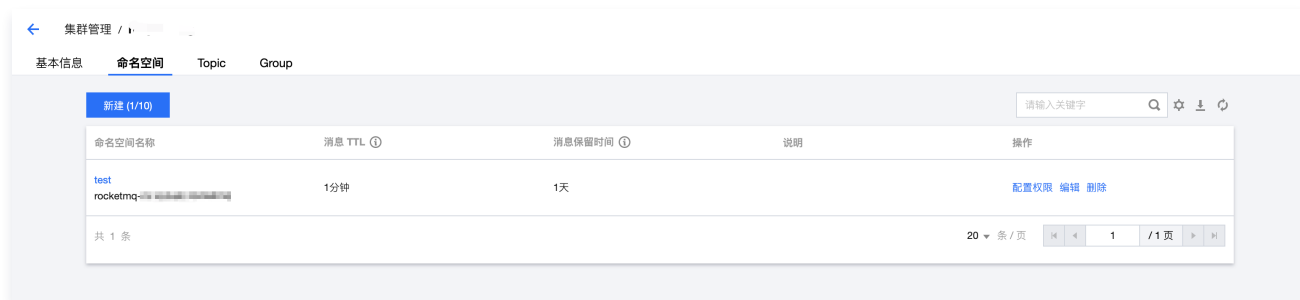 集群管理 /
基本信息 命名空间 Topic Group
新建 (1/10) 请输入关键字
命名空间名称 消息 TTL 消息保留时间 说明 操作
test
rocketmq-
1分钟 1天 配置权限 编辑 删除
共 1 条 20 条 / 页 1 / 1 页